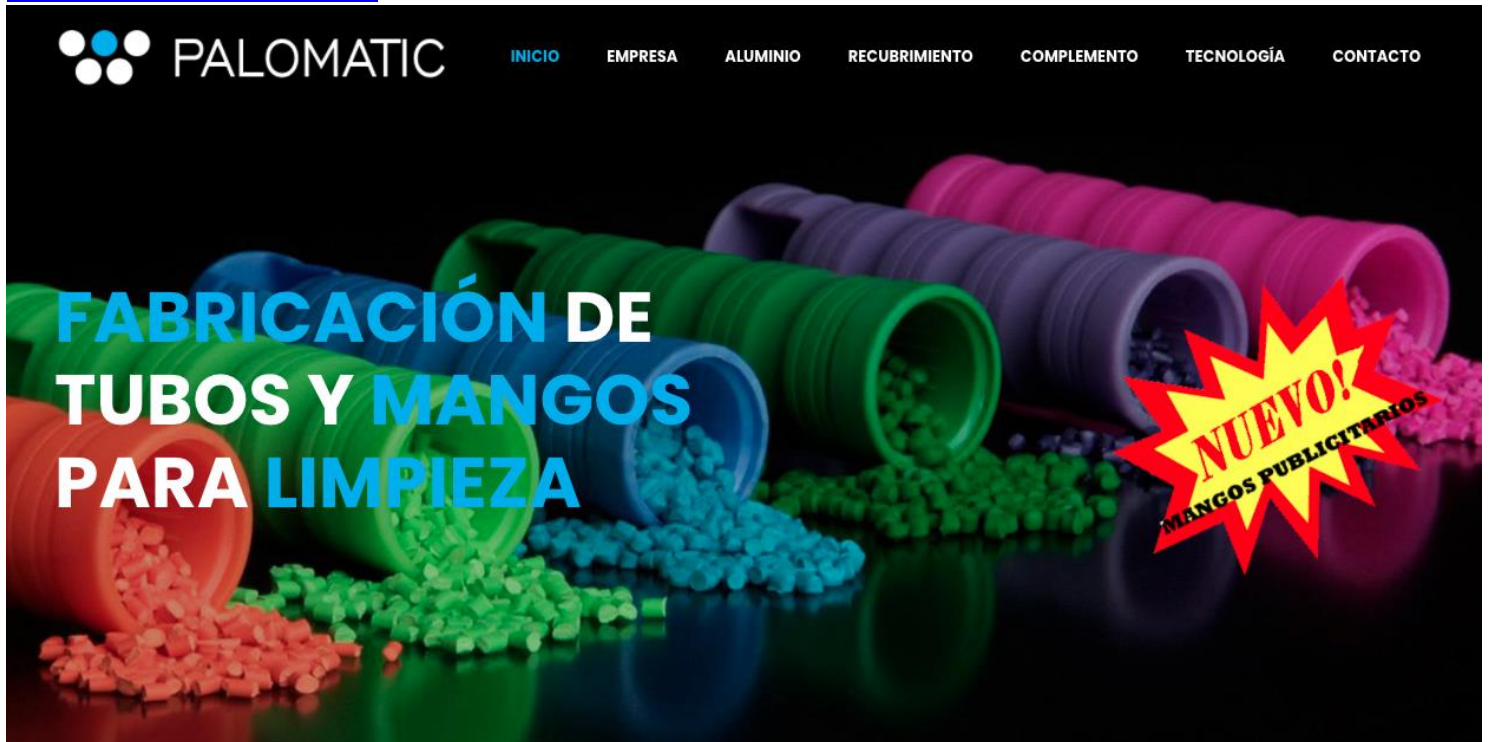 PALOMATIC
INICIO EMPRESA ALUMINIO RECUBRIMIENTO COMPLEMENTO TECNOLOGÍA CONTACTO
FABRICACIÓN DE
TUBOS Y MANGOS
PARA LIMPIEZA
NUEVO!
MANGOS PUBLICITARIOS